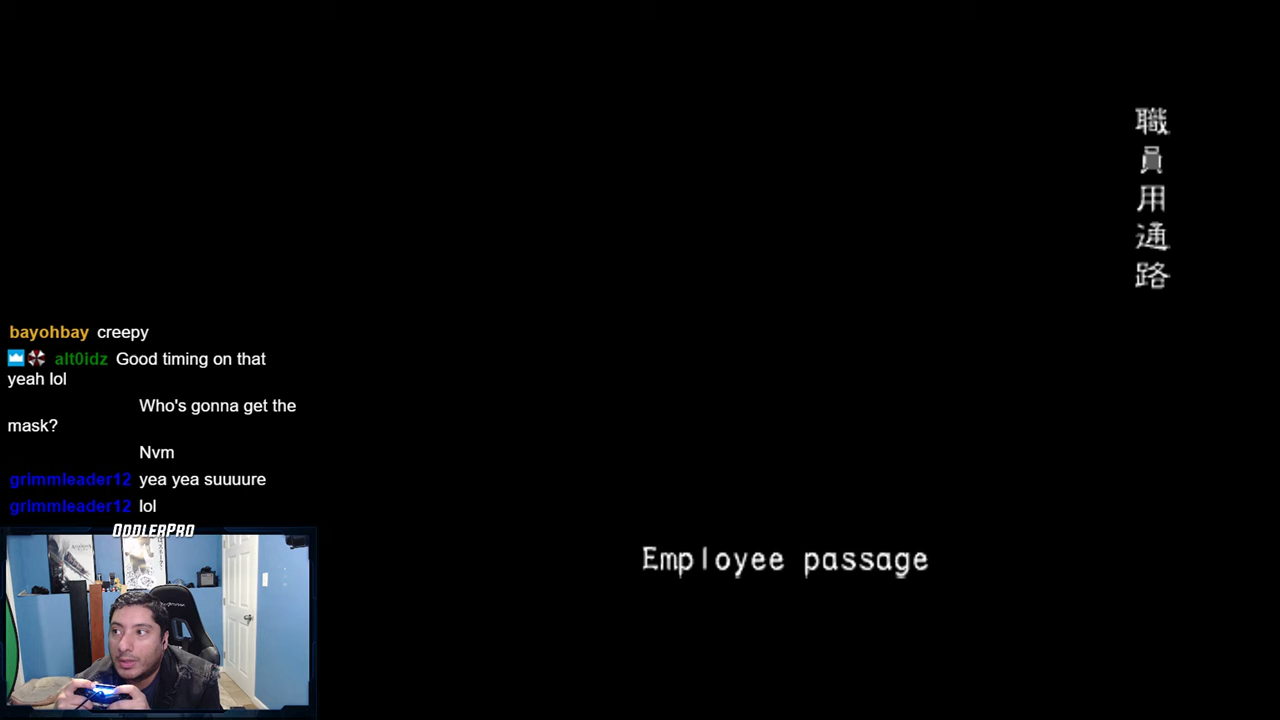 職員用通路
bayohbay creepy
alt0idz Good timing on that
yeah lol
Who's gonna get the
mask?
Nvm
grimmleader12 yea yea suuuure
grimmleader12 lol
ODDLERPRO
Employee passage